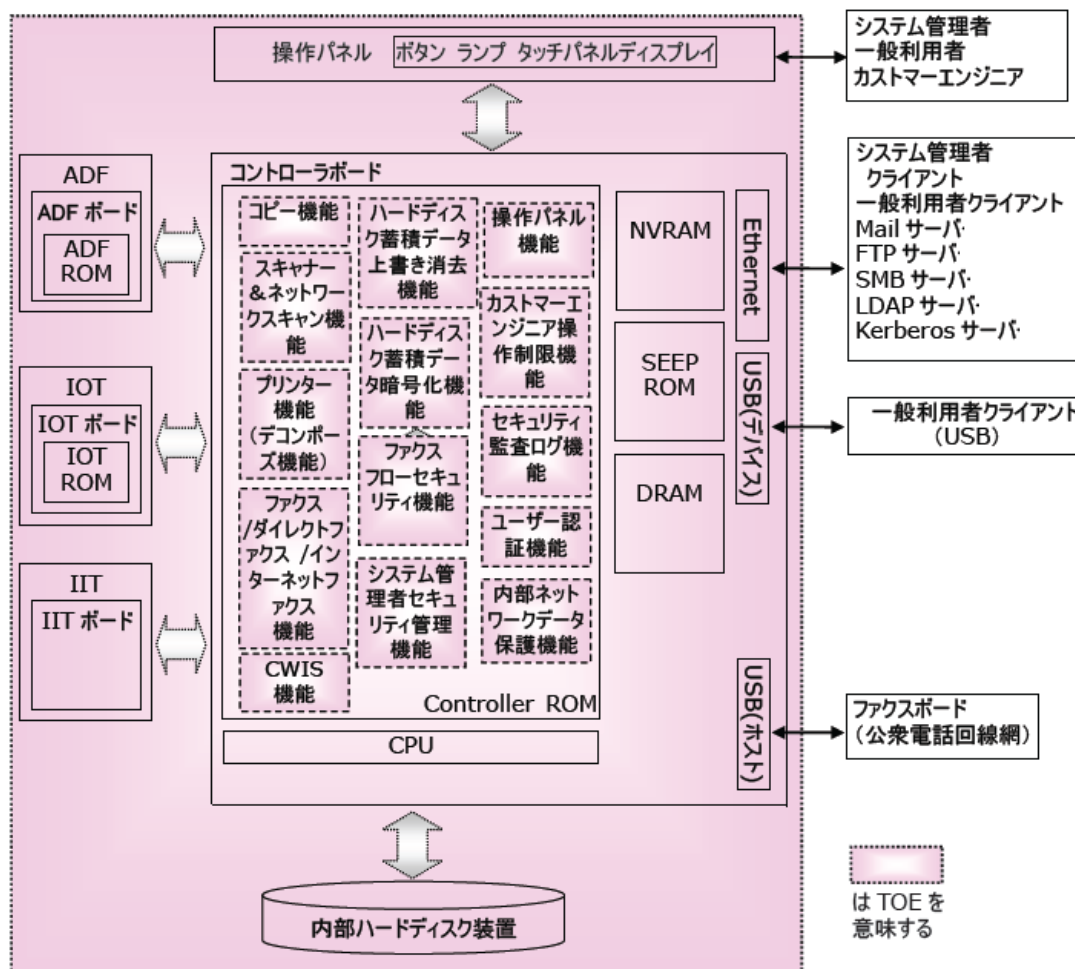 操作パネル
ボタン ランプ タッチパネルディスプレイ
システム管理者
一般利用者
カストマーエンジニア
ADF
ADF ボード
ADF
ROM
IOT
IOT ボード
IOT
ROM
IIT
IIT ボード
コントローラボード
コピー機能
スキャナー
＆ネットワー
クスキャン機
能
プリンター
機能
（デコンポー
ズ機能）
ファクス
/ダイレクトフ
ァクス /イン
ターネットフ
ァクス
機能
CWIS
機能
ハードディス
ク蓄積データ
上書き消去
機能
ハードディス
ク蓄積デー
タ暗号化機
能
ファクス
フローセキュ
リティ機能
システム管
理者セキュ
リティ管理
機能
操作パネル
機能
カストマーエ
ンジニア操
作制限機
能
セキュリティ
監査ログ機
能
ユーザー認
証機能
内部ネット
ワークデータ
保護機能
Controller ROM
CPU
NVRAM
SEEP
ROM
DRAM
Ethernet
USB(デバイス)
USB(ホスト)
システム管理者
クライアント
一般利用者クライアント
Mail サーバ
FTP サーバ
SMB サーバ
LDAP サーバ
Kerberos サーバ
一般利用者クライアント
（USB）
ファクスボード
（公衆電話回線網）
内部ハードディスク装置
は TOE を
意味する